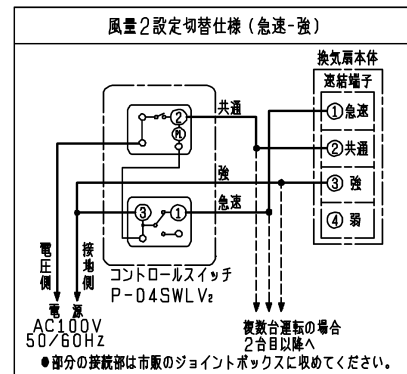 風量2設定切替仕様（急速-強）
換気扇本体
速結端子
①急速
②共通
③ 強
④ 弱
共通
強
急速
②
PL
③ ①
電圧側
接地側
コントロールスイッチ
P-04SWLV₂
電 源
AC100V
50/60Hz
複数台運転の場合
2台目以降へ
●部分の接続部は市販のジョイントボックスに収めてください。